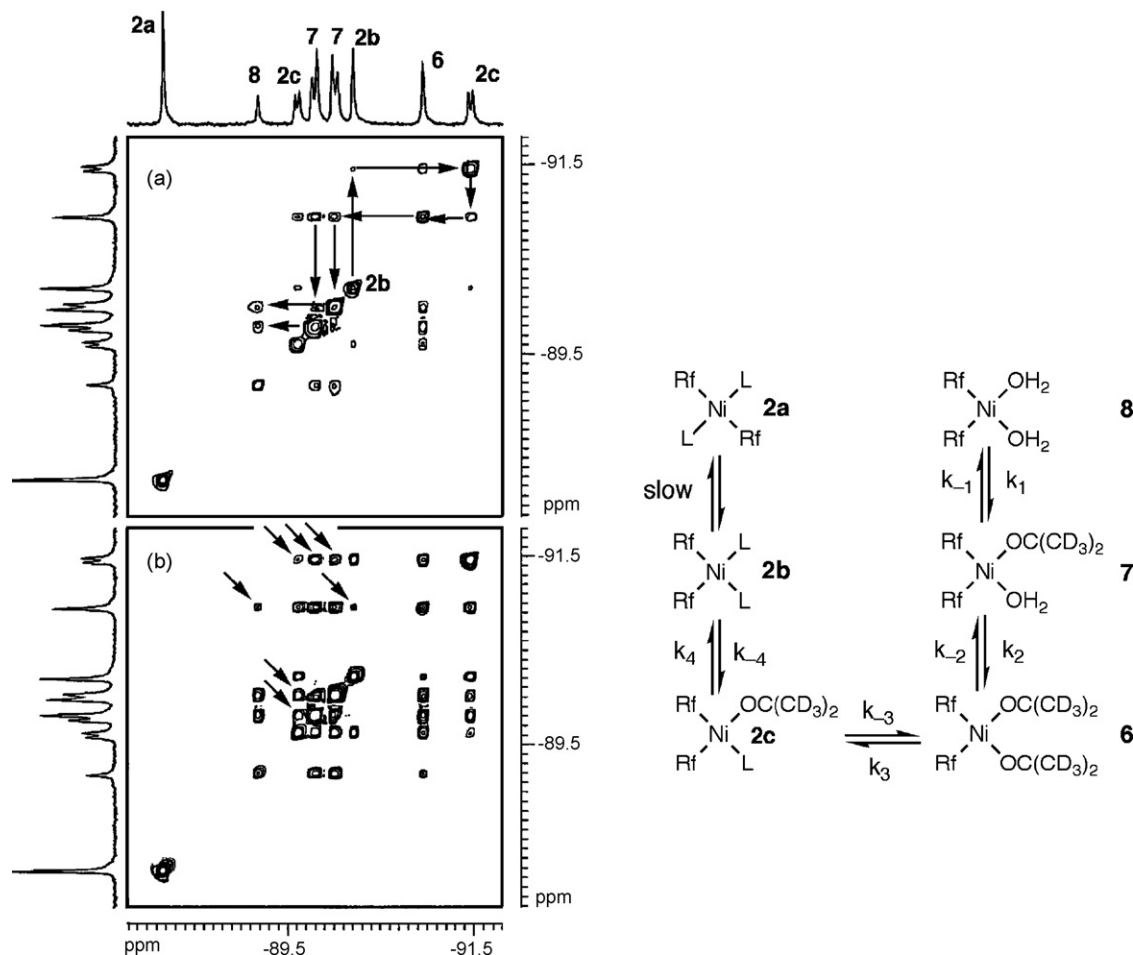 2a
8
2c
7
7
2b
6
2c
(a)
2b
-91.5
-89.5
ppm
(b)
-91.5
-89.5
ppm
ppm
-89.5
-91.5
Rf
L
Ni
2a
L
Rf
slow
Rf
L
Ni
2b
Rf
L
k4
k–4
Rf
OC(CD3)2
Ni
2c
Rf
L
k–3
k3
Rf
OH2
Ni
8
Rf
OH2
k–1
k1
Rf
OC(CD3)2
Ni
7
Rf
OH2
k–2
k2
Rf
OC(CD3)2
Ni
6
Rf
OC(CD3)2